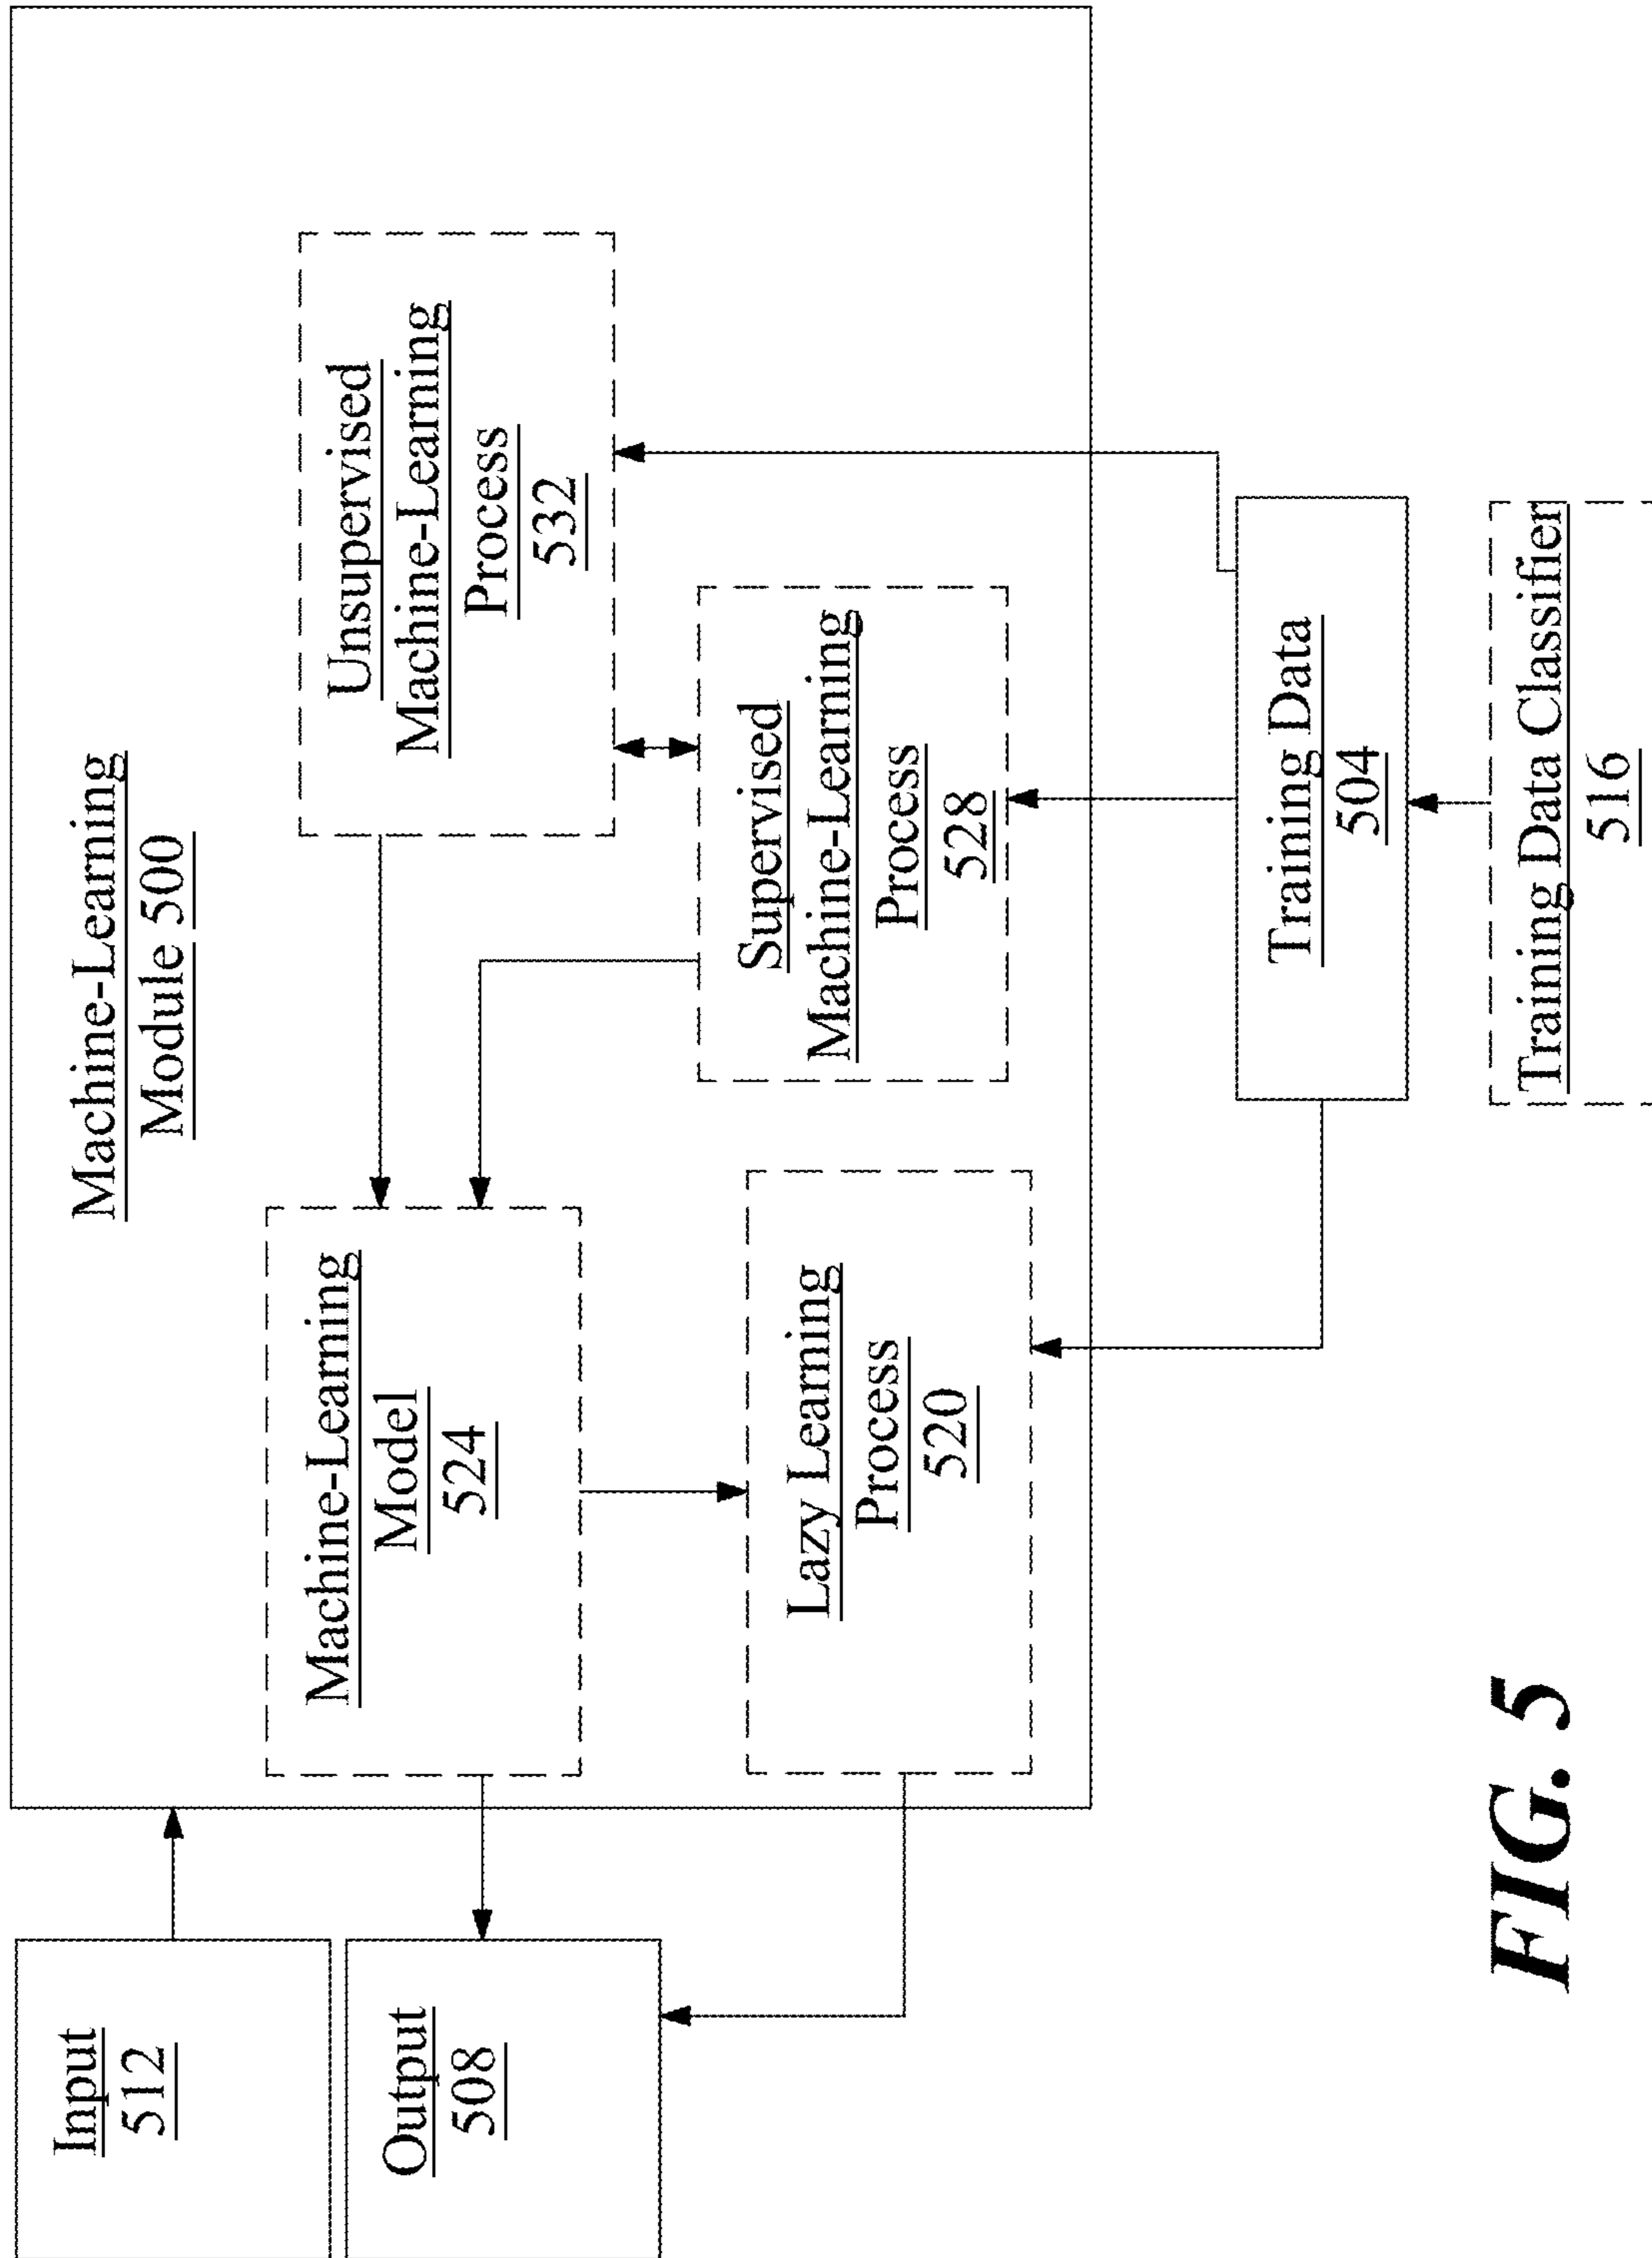 Machine-Learning
Module 500
Input
512
Output
508
Machine-Learning
Model
524
Unsupervised
Machine-Learning
Process
532
Supervised
Machine-Learning
Process
528
Lazy Learning
Process
520
Training Data
504
Training Data Classifier
516
FIG. 5